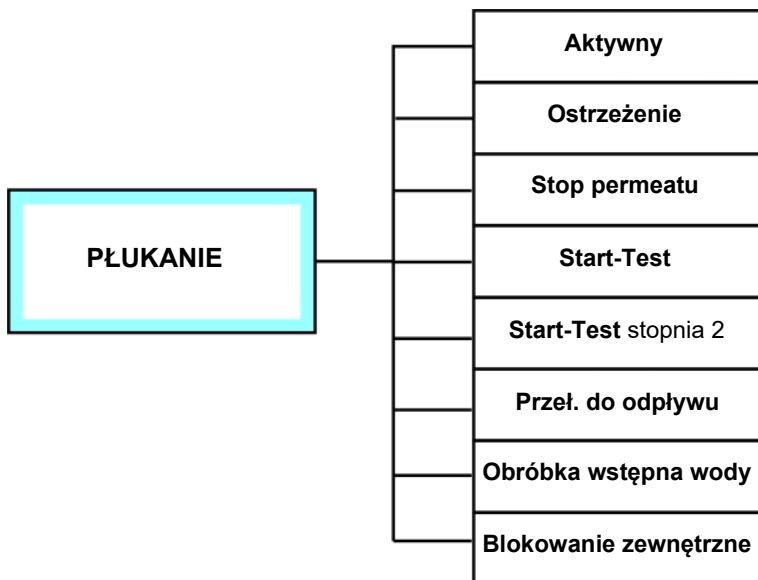 PŁUKANIE
Aktywny
Ostrzeżenie
Stop permeatu
Start-Test
Start-Test stopnia 2
Przeł. do odpływu
Obróbka wstępna wody
Blokowanie zewnętrzne